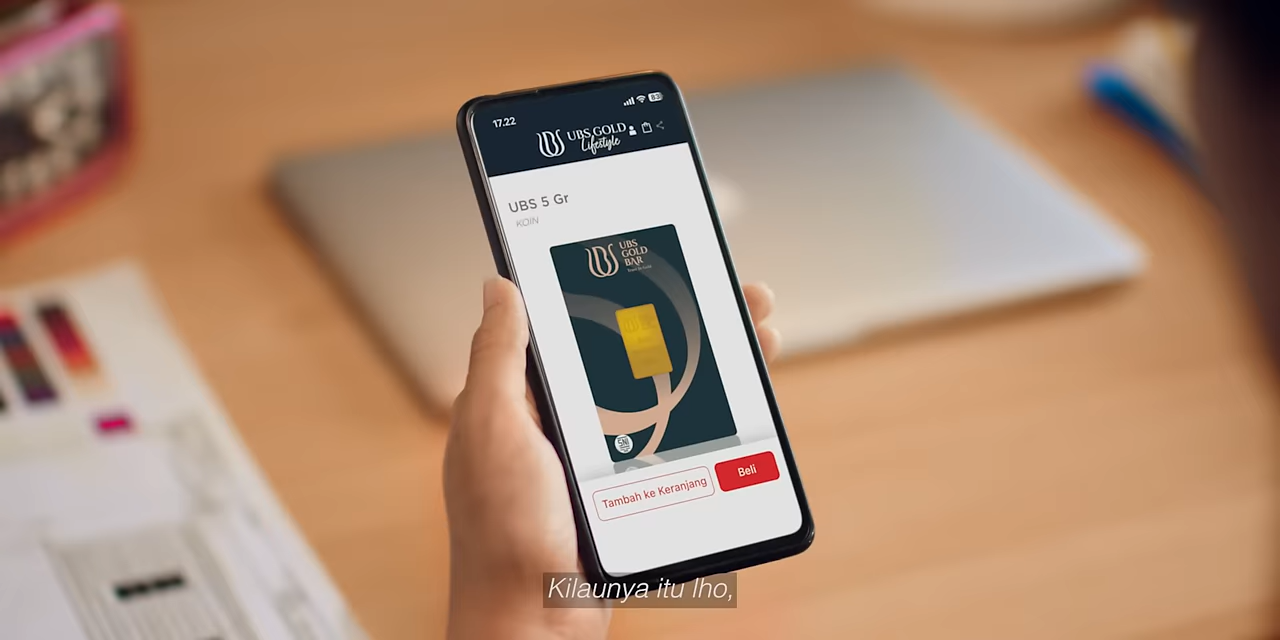 17.22
UBS GOLD
Lifestyle
UBS 5 Gr
KOIN
UBS
GOLD
BAR
SNI
Tambah ke Keranjang
Beli
Kilaunya itu lho,